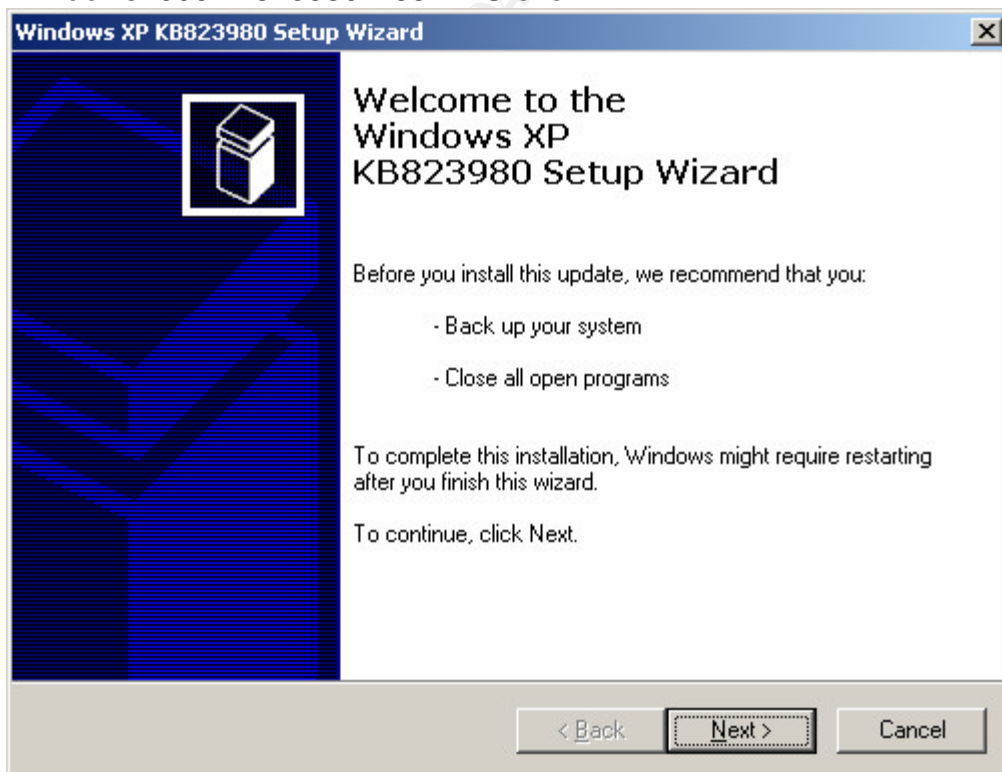 Windows XP KB823980 Setup Wizard
Welcome to the
Windows XP
KB823980 Setup Wizard
Before you install this update, we recommend that you:
- Back up your system
- Close all open programs
To complete this installation, Windows might require restarting
after you finish this wizard.
To continue, click Next.
< Back
Next >
Cancel